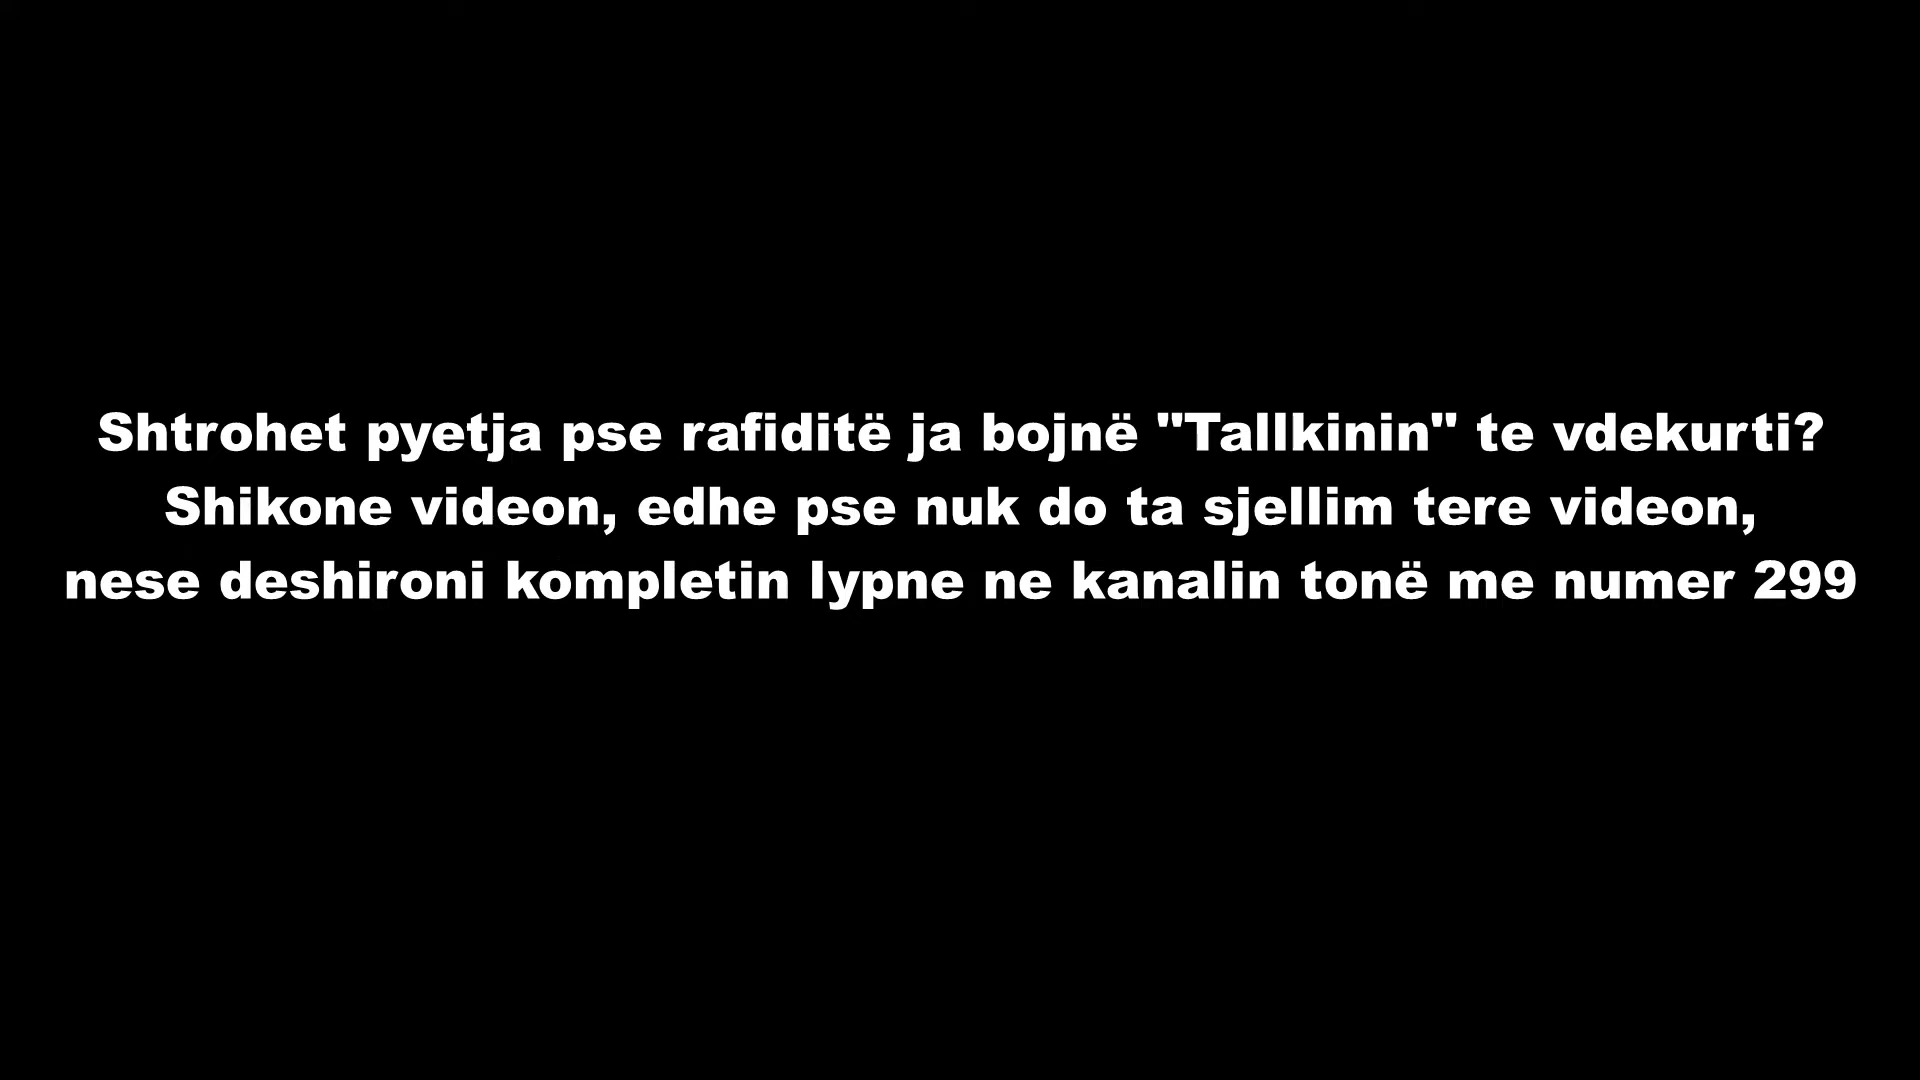 Shtrohet pyetja pse rafiditë ja bojnë "Tallkinin" te vdekurti?
Shikone videon, edhe pse nuk do ta sjellim tere videon,
nese deshironi kompletin lypne ne kanalin tonë me numer 299